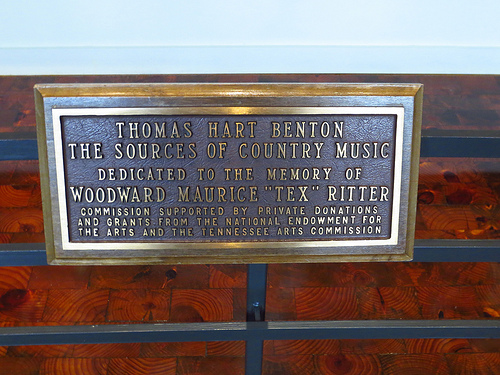 THOMAS HART BENTON
THE SOURCES OF COUNTRY MUSIC
DEDICATED TO THE MEMORY OF
WOODWARD MAURICE "TEX" RITTER
COMMISSION SUPPORTED BY PRIVATE DONATIONS
AND GRANTS FROM THE NATIONAL ENDOWMENT FOR
THE ARTS AND THE TENNESSEE ARTS COMMISSION